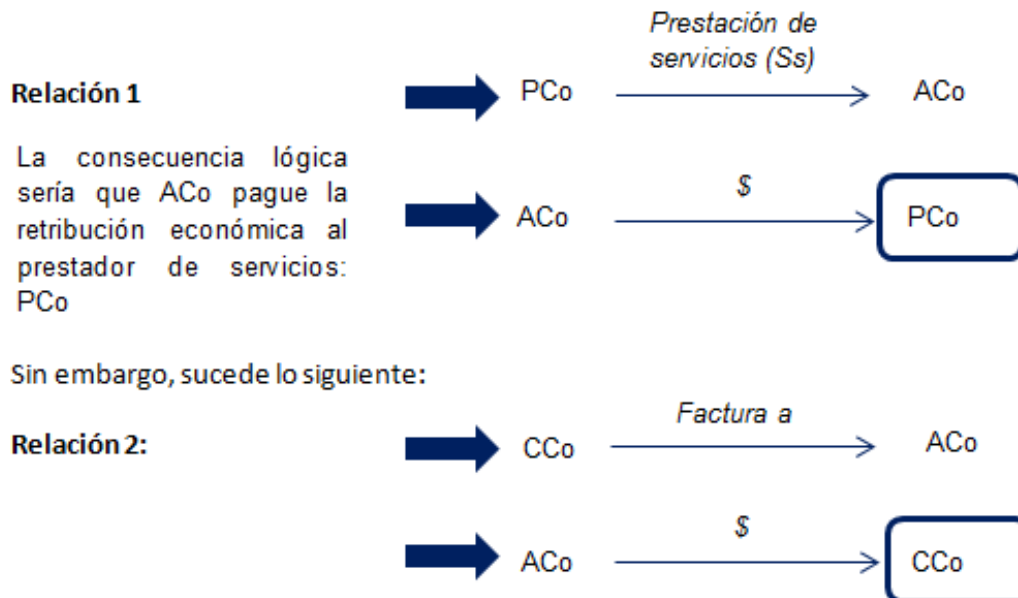 Prestación de
servicios (Ss)
Relación 1
PCo
ACo
La consecuencia lógica
sería que ACo pague la
retribución económica al
prestador de servicios:
PCo
$
ACo
PCo
Sin embargo, sucede lo siguiente:
Factura a
Relación 2:
CCo
ACo
$
ACo
CCo